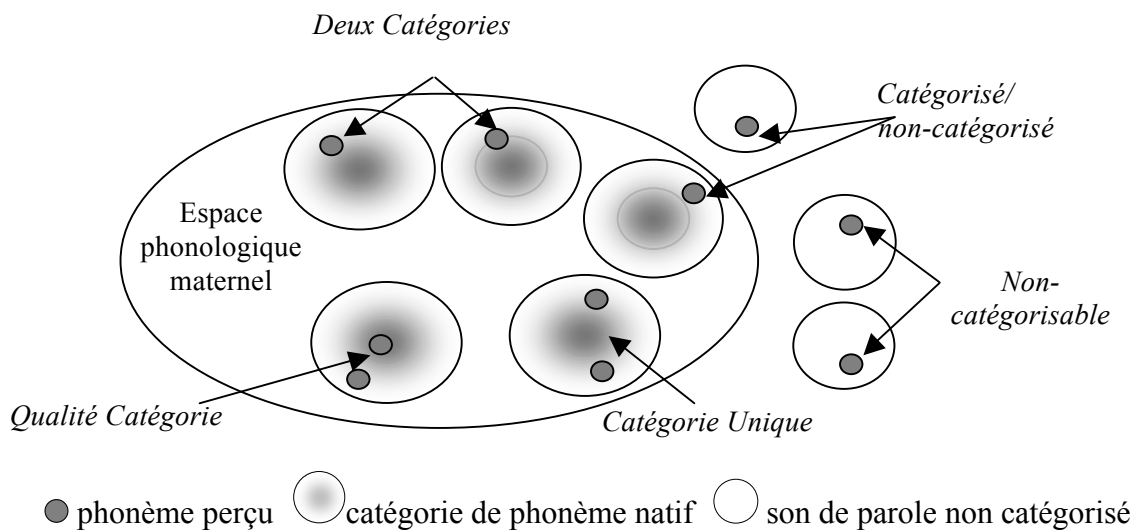 Deux Catégories
Catégorisé/
non-catégorisé
Espace
phonologique
maternel
Non-
catégorisable
Qualité Catégorie
Catégorie Unique
phonème perçu catégorie de phonème natif son de parole non catégorisé